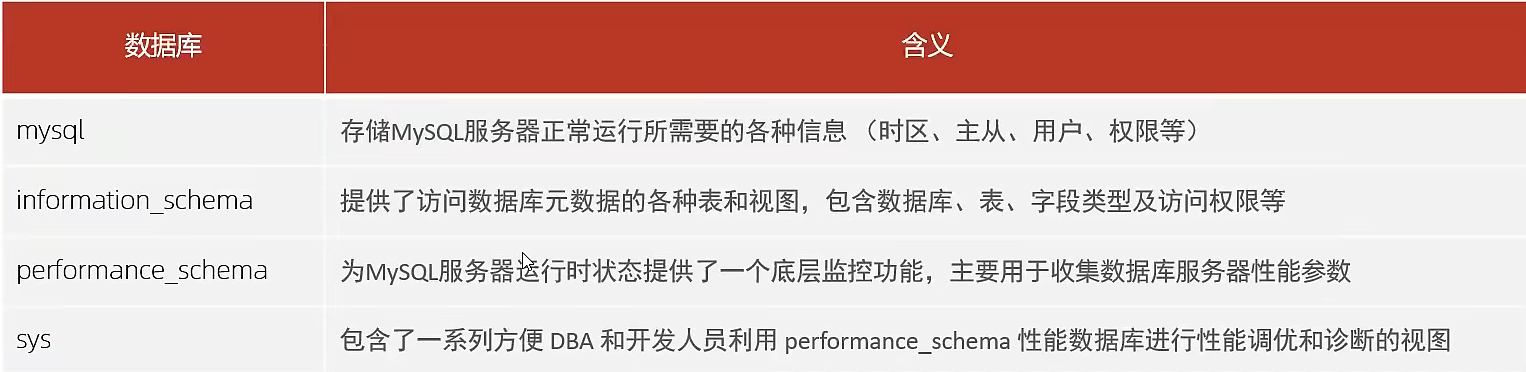 数据库 含义
mysql 存储MySQL服务器正常运行所需要的各种信息 （时区、主从、用户、权限等）
information_schema 提供了访问数据库元数据的各种表和视图，包含数据库、表、字段类型及访问权限等
performance_schema 为MySQL服务器运行时状态提供了一个底层监控功能，主要用于收集数据库服务器性能参数
sys 包含了一系列方便 DBA 和开发人员利用 performance_schema 性能数据库进行性能调优和诊断的视图